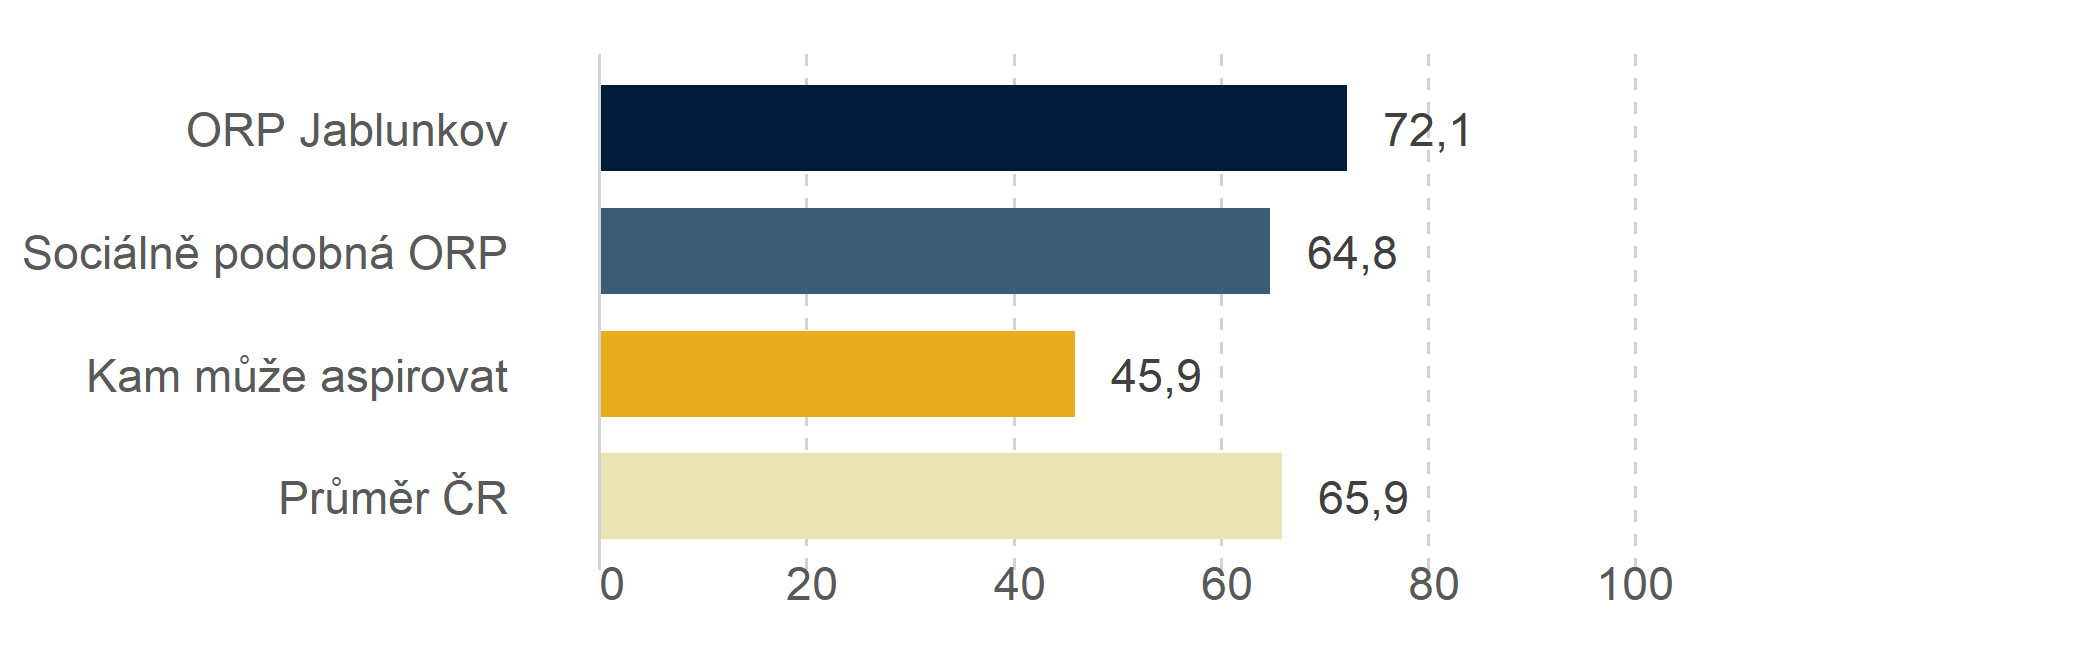 ORP Jablunkov
72,1
Sociálně podobná ORP
64,8
Kam může aspirovat
45,9
Průměr ČR
65,9
0 20 40 60 80 100